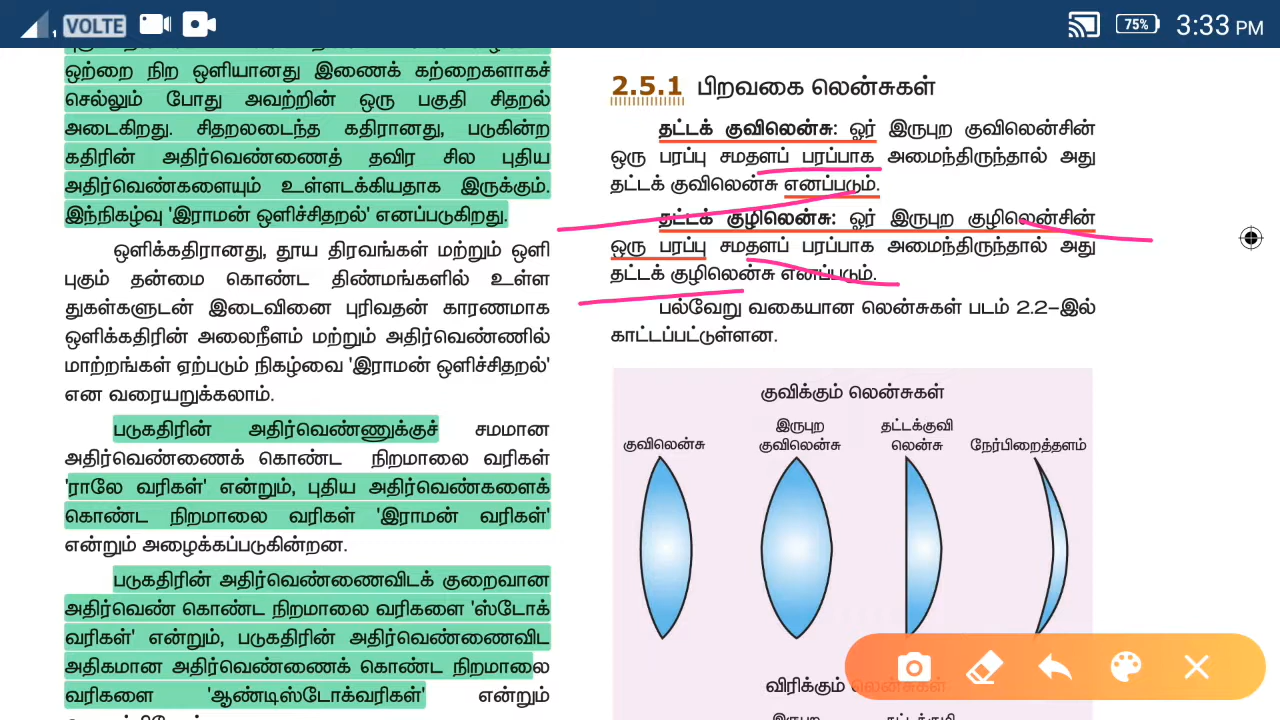 VOLTE 1 75% 3:33 PM
ஒற்றை நிற ஒளியானது இணைக் கற்றைகளாகச்
செல்லும் போது அவற்றின் ஒரு பகுதி சிதறல்
அடைகிறது. சிதறலடைந்த கதிரானது, படுகின்ற
கதிரின் அதிர்வெண்ணைத் தவிர சில புதிய
அதிர்வெண்களையும் உள்ளடக்கியதாக இருக்கும்.
இந்நிகழ்வு 'இராமன் ஒளிச்சிதறல்' எனப்படுகிறது.
ஒளிக்கதிரானது, தூய திரவங்கள் மற்றும் ஒளி
புகும் தன்மை கொண்ட திண்மங்களில் உள்ள
துகள்களுடன் இடைவினை புரிவதன் காரணமாக
ஒளிக்கதிரின் அலைநீளம் மற்றும் அதிர்வெண்ணில்
மாற்றங்கள் ஏற்படும் நிகழ்வை 'இராமன் ஒளிச்சிதறல்'
என வரையறுக்கலாம்.
படுகதிரின் அதிர்வெண்ணுக்குச் சமமான
அதிர்வெண்ணைக் கொண்ட நிறமாலை வரிகள்
'ராலே வரிகள்' என்றும், புதிய அதிர்வெண்களைக்
கொண்ட நிறமாலை வரிகள் 'இராமன் வரிகள்'
என்றும் அழைக்கப்படுகின்றன.
படுகதிரின் அதிர்வெண்ணைவிடக் குறைவான
அதிர்வெண் கொண்ட நிறமாலை வரிகளை 'ஸ்டோக்
வரிகள்' என்றும், படுகதிரின் அதிர்வெண்ணைவிட
அதிகமான அதிர்வெண்ணைக் கொண்ட நிறமாலை
வரிகளை 'ஆண்டிஸ்டோக்வரிகள்' என்றும்
2.5.1 பிறவகை லென்சுகள்
தட்டக் குவிலென்சு: ஓர் இருபுற குவிலென்சின்
ஒரு பரப்பு சமதளப் பரப்பாக அமைந்திருந்தால் அது
தட்டக் குவிலென்சு எனப்படும்.
தட்டக் குழிலென்சு: ஓர் இருபுற குழிலென்சின்
ஒரு பரப்பு சமதளப் பரப்பாக அமைந்திருந்தால் அது
தட்டக் குழிலென்சு எனப்படும்.
பல்வேறு வகையான லென்சுகள் படம் 2.2–இல்
காட்டப்பட்டுள்ளன.
குவிக்கும் லென்சுகள்
குவிலென்சு
இருபுற
குவிலென்சு
தட்டக்குவி
லென்சு
நேர்பிறைத்தளம்
விரிக்கும் லென்சுகள்
இருபுற தட்டக்குழி